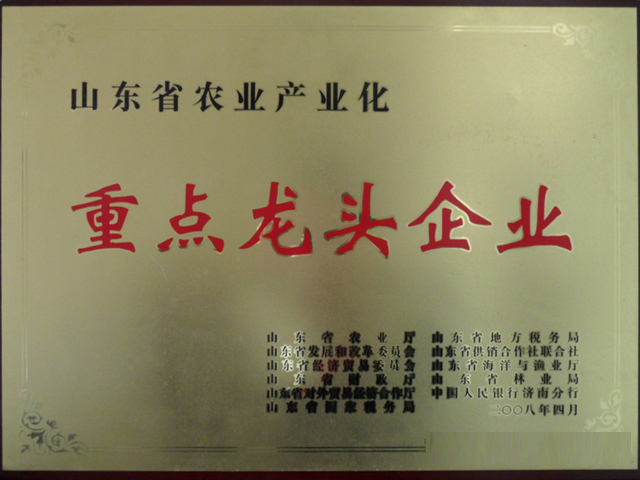 山东省农业产业化
重点龙头企业
山东省农业厅 山东省地方税务局
山东省发展和改革委员会 山东省供销合作社联合社
山东省经济贸易委员会 山东省海洋与渔业厅
山东省财政厅 山东省林业局
山东省对外贸易经济合作厅 中国人民银行济南分行
山东省国家税务局 二〇〇八年四月